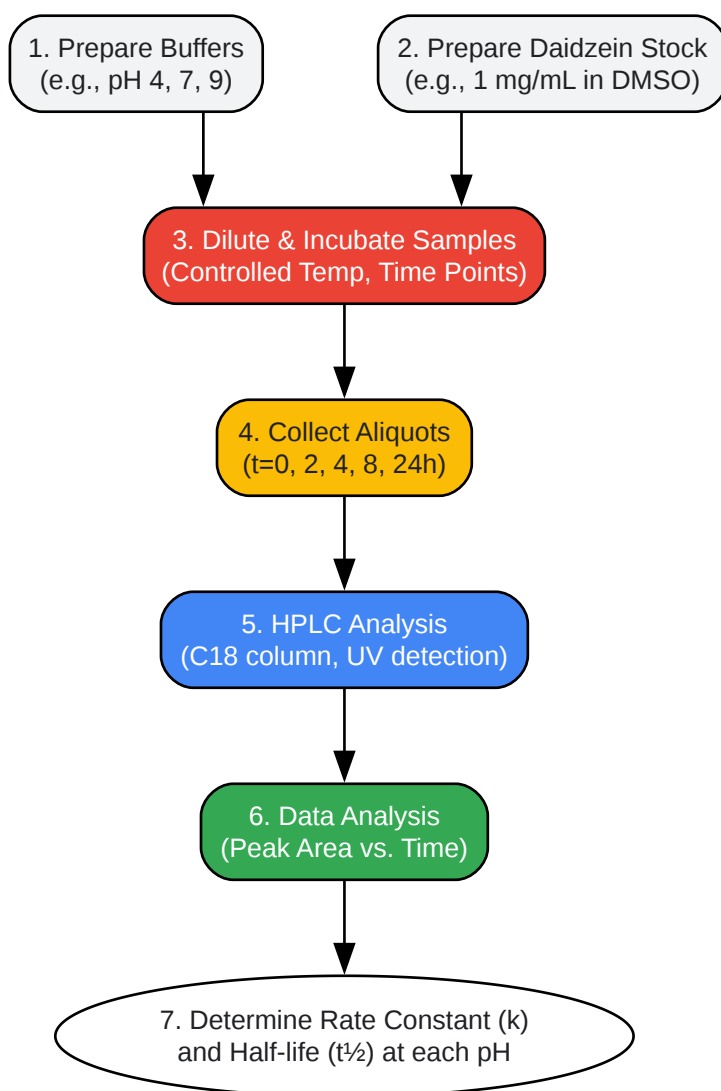 1. Prepare Buffers
(e.g., pH 4, 7, 9)
2. Prepare Daidzein Stock
(e.g., 1 mg/mL in DMSO)
3. Dilute & Incubate Samples
(Controlled Temp, Time Points)
4. Collect Aliquots
(t=0, 2, 4, 8, 24h)
5. HPLC Analysis
(C18 column, UV detection)
6. Data Analysis
(Peak Area vs. Time)
7. Determine Rate Constant (k)
and Half-life (t½) at each pH